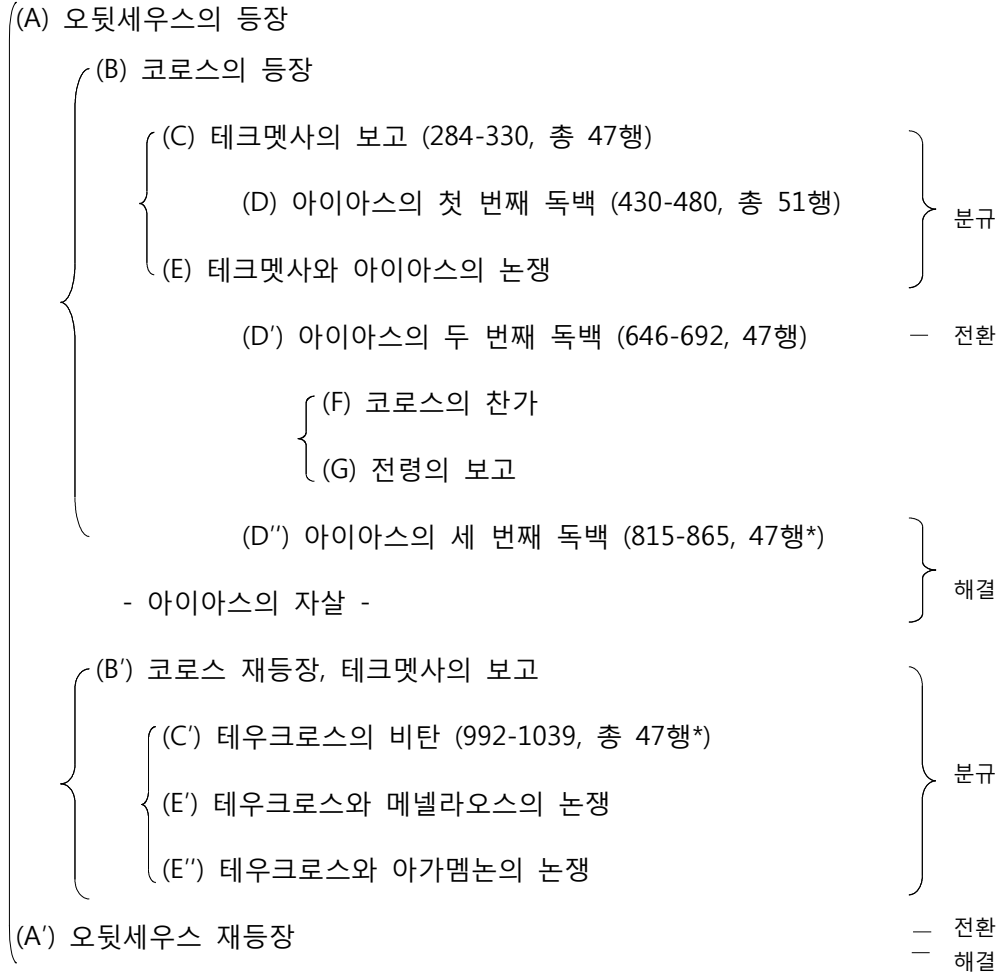 (A) 오뒷세우스의 등장
(B) 코로스의 등장
(C) 테크멧사의 보고 (284-330, 총 47행)
(D) 아이아스의 첫 번째 독백 (430-480, 총 51행)
분규
(E) 테크멧사와 아이아스의 논쟁
(D’) 아이아스의 두 번째 독백 (646-692, 47행) — 전환
(F) 코로스의 찬가
(G) 전령의 보고
(D’’) 아이아스의 세 번째 독백 (815-865, 47행*)
해결
- 아이아스의 자살 -
(B’) 코로스 재등장, 테크멧사의 보고
(C’) 테우크로스의 비탄 (992-1039, 총 47행*)
분규
(E’) 테우크로스와 메넬라오스의 논쟁
(E’’) 테우크로스와 아가멤논의 논쟁
(A’) 오뒷세우스 재등장 — 전환
— 해결